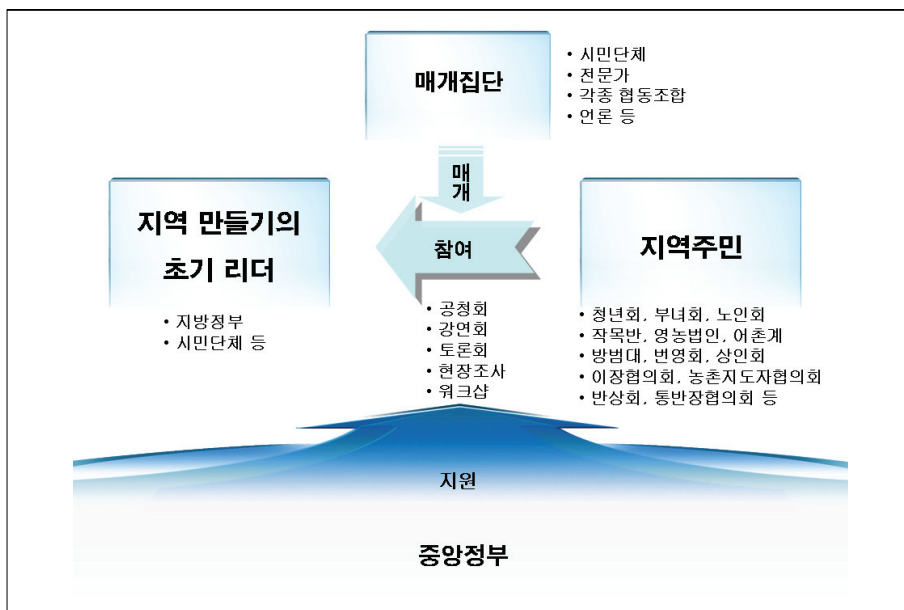 매개집단
• 시민단체
• 전문가
• 각종 협동조합
• 언론 등
매
개
지역 만들기의
초기 리더
• 지방정부
• 시민단체 등
참여
• 공청회
• 강연회
• 토론회
• 현장조사
• 워크샵
지역주민
• 청년회, 부녀회, 노인회
• 작목반, 영농법인, 어촌계
• 방범대, 번영회, 상인회
• 이장협의회, 농촌지도자협의회
• 반상회, 통반장협의회 등
지원
중앙정부